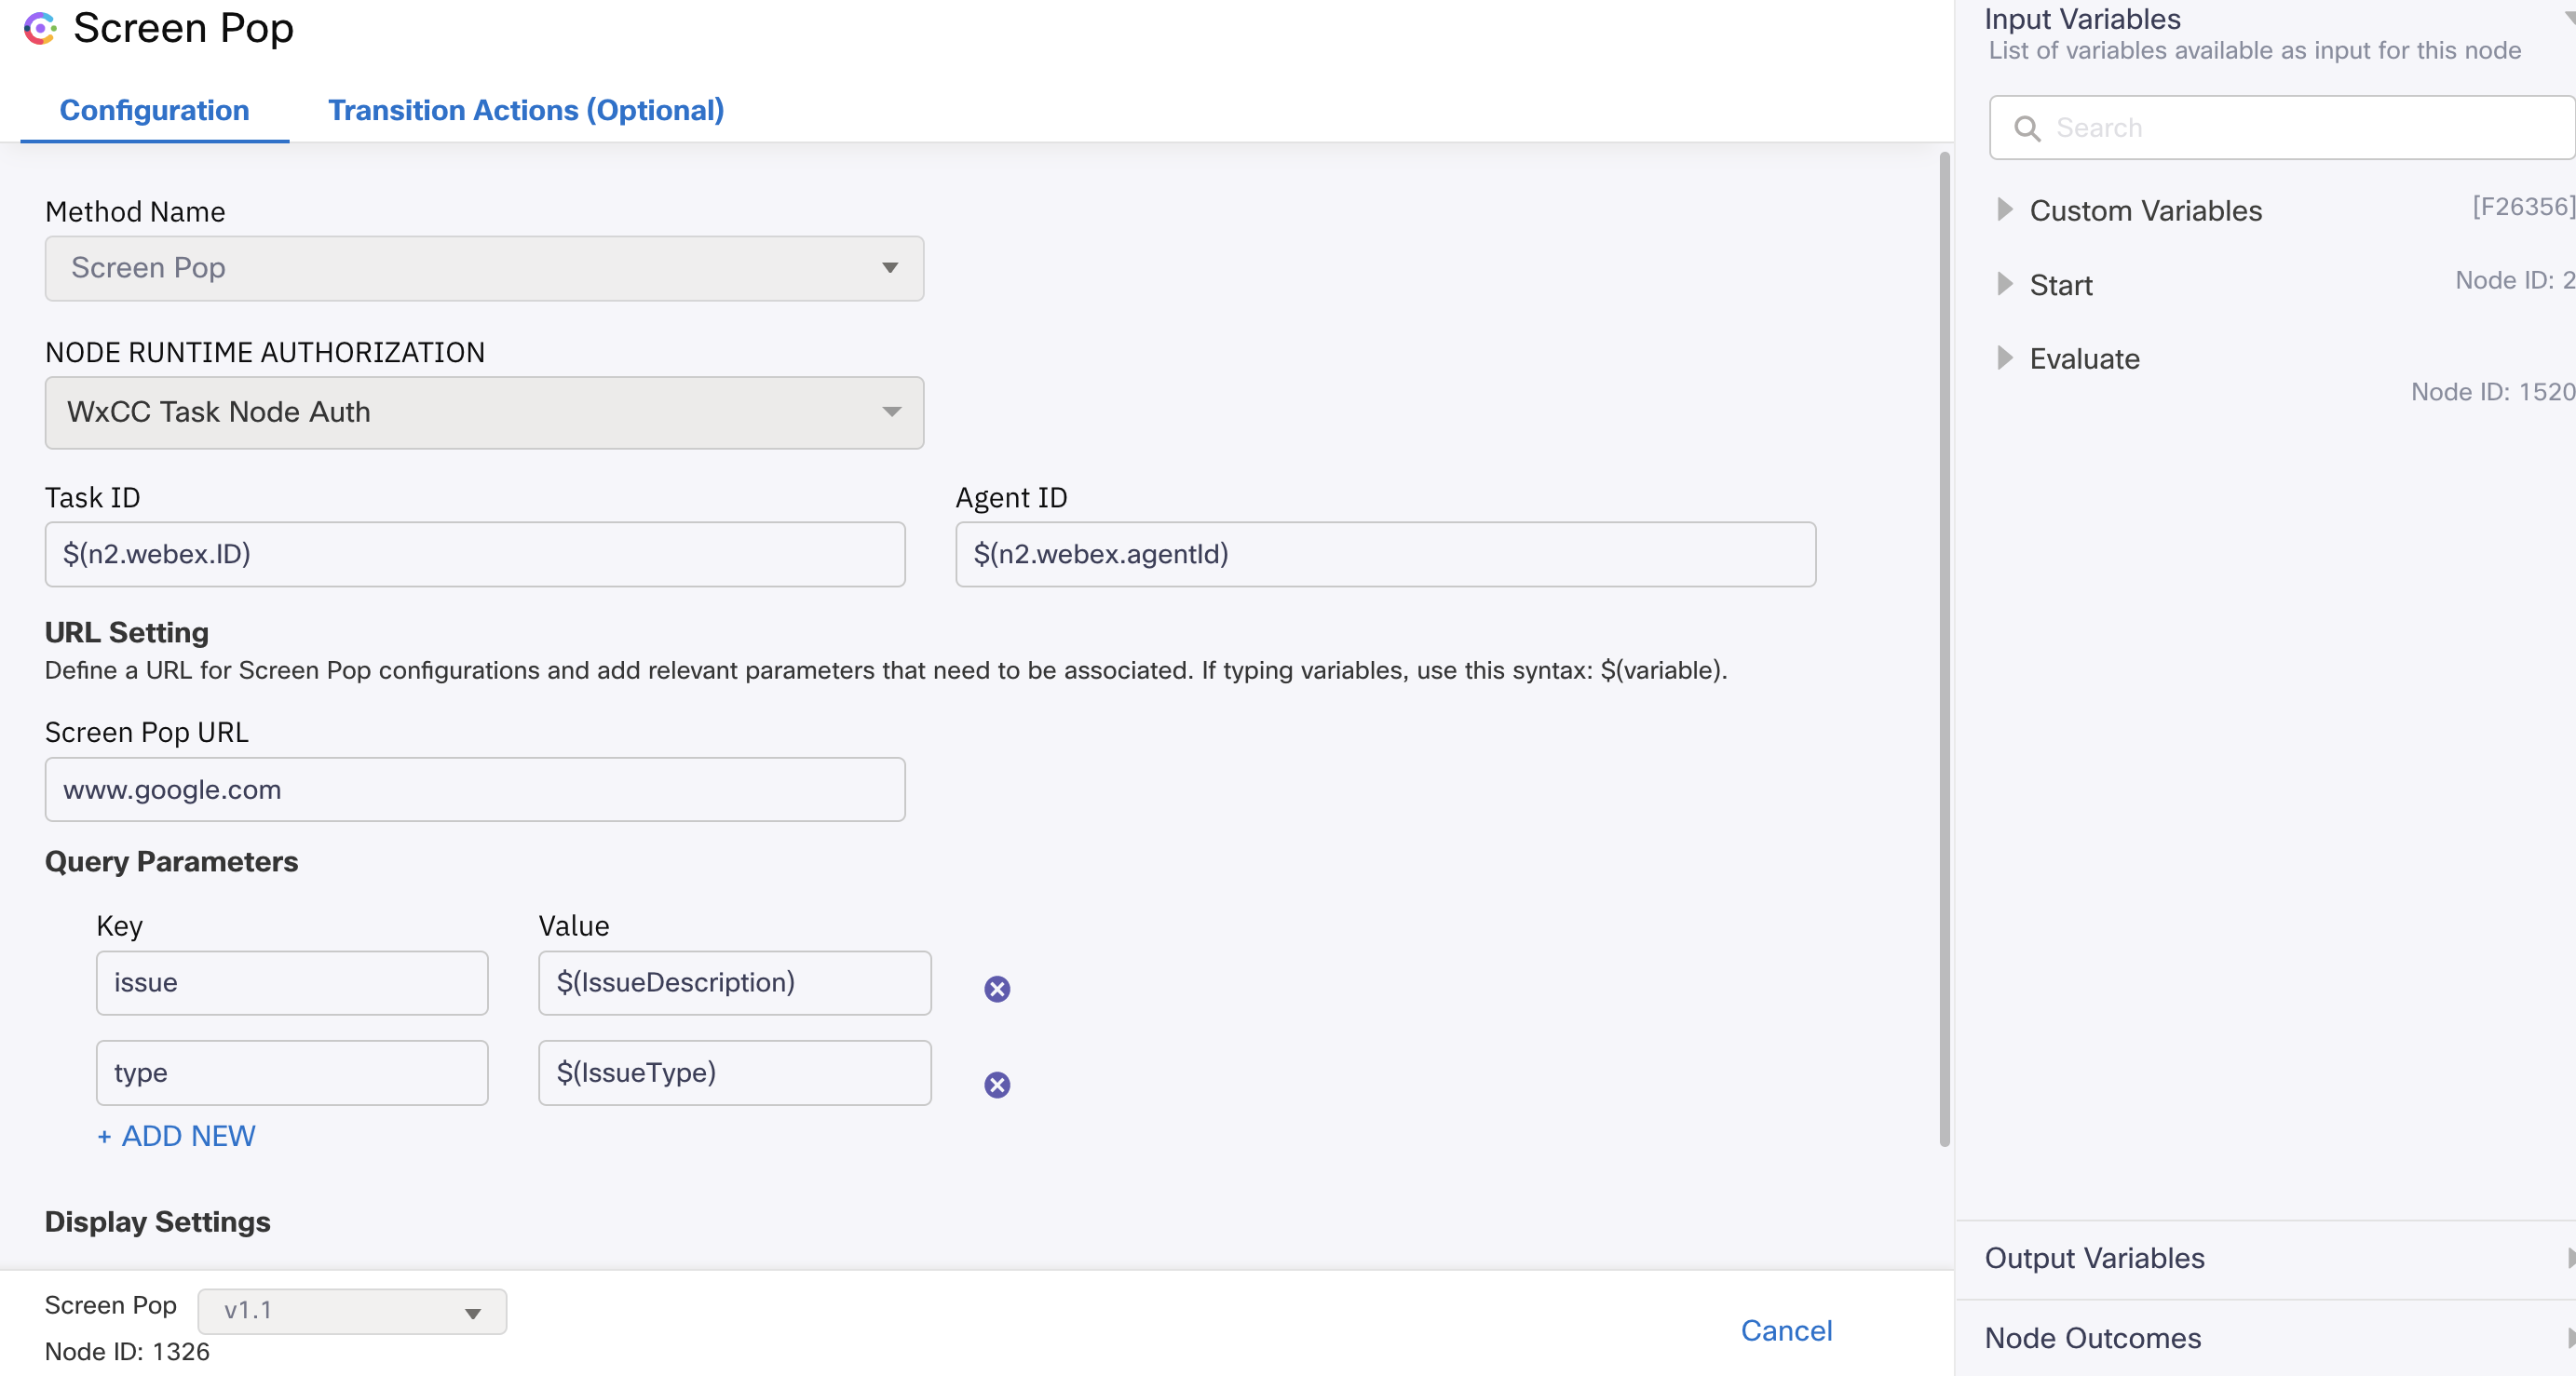 Screen Pop
Configuration
Transition Actions (Optional)
Method Name
Screen Pop
NODE RUNTIME AUTHORIZATION
WxCC Task Node Auth
Task ID
Agent ID
$(n2.webex.ID)
$(n2.webex.agentId)
URL Setting
Define a URL for Screen Pop configurations and add relevant parameters that need to be associated. If typing variables, use this syntax: $(variable).
Screen Pop URL
www.google.com
Query Parameters
Key
Value
issue
$(IssueDescription)
type
$(IssueType)
+ ADD NEW
Display Settings
Screen Pop
v1.1
Node ID: 1326
Cancel
Input Variables
List of variables available as input for this node
Search
Custom Variables
[F26356]
Start
Node ID: 2
Evaluate
Node ID: 1520
Output Variables
Node Outcomes